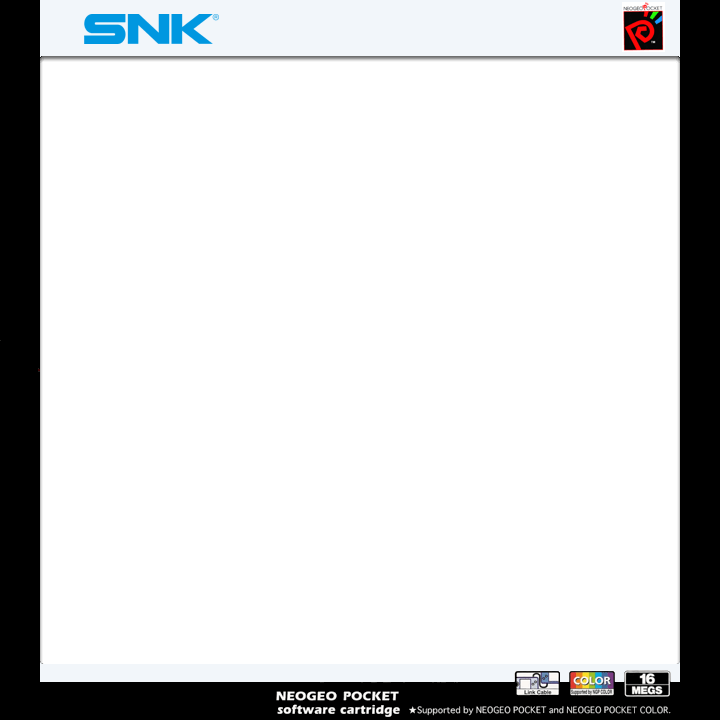 SNK®
NEOGEO POCKET
Link Cable
COLOR
Supported by NGP COLOR
16
MEGS
NEOGEO POCKET
software cartridge ★Supported by NEOGEO POCKET and NEOGEO POCKET COLOR.